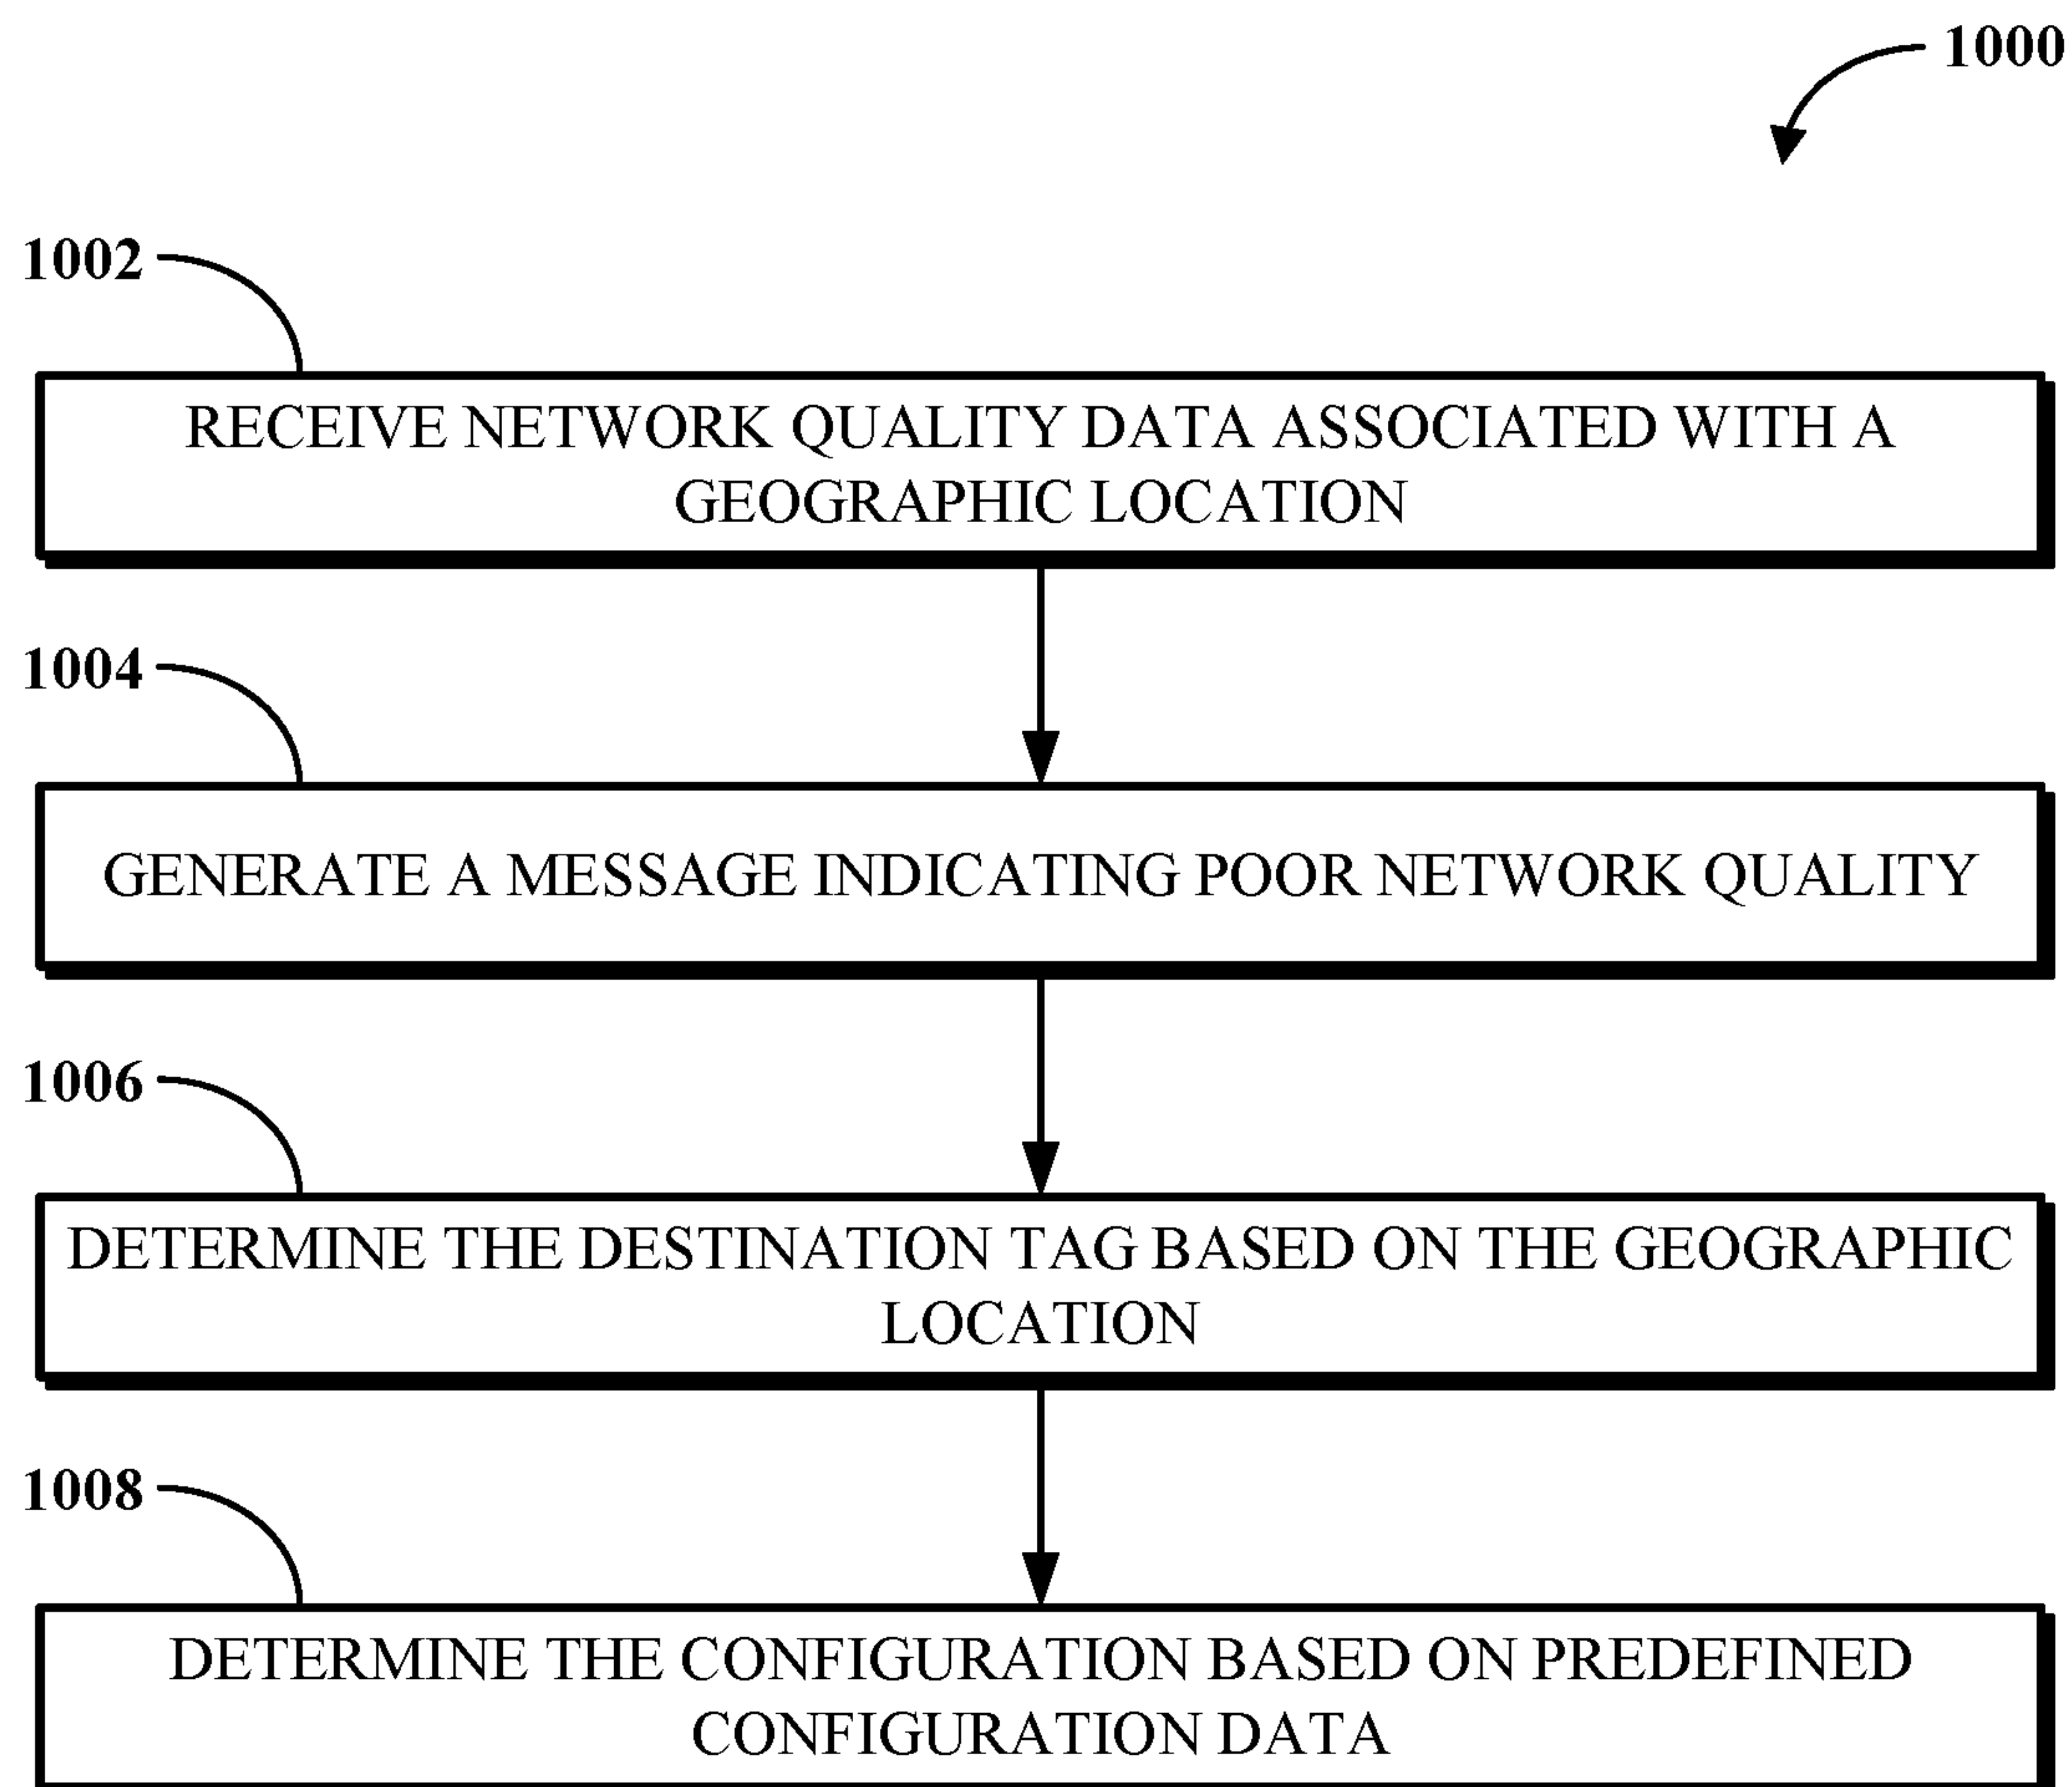 1000
1002
RECEIVE NETWORK QUALITY DATA ASSOCIATED WITH A
GEOGRAPHIC LOCATION
1004
GENERATE A MESSAGE INDICATING POOR NETWORK QUALITY
1006
DETERMINE THE DESTINATION TAG BASED ON THE GEOGRAPHIC
LOCATION
1008
DETERMINE THE CONFIGURATION BASED ON PREDEFINED
CONFIGURATION DATA